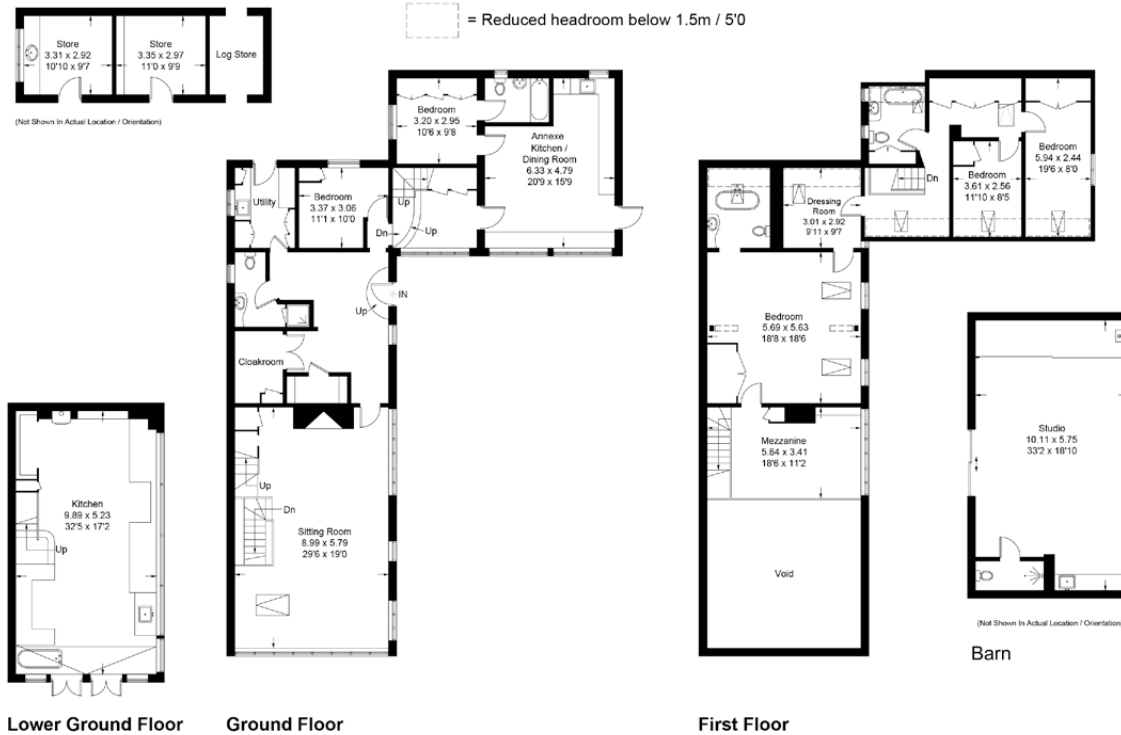 = Reduced headroom below 1.5m / 5'0
Store
3.31 x 2.92
10'10 x 9'7
Store
3.35 x 2.97
11'0 x 9'9
Log Store
(Not Shown In Actual Location / Orientation)
Bedroom
3.20 x 2.95
10'6 x 9'8
Annexe
Kitchen /
Dining Room
6.33 x 4.79
20'9 x 15'9
Utility
Bedroom
3.37 x 3.06
11'1 x 10'0
Up
Up
Dn
IN
Up
Cloakroom
Up
Dn
Sitting Room
8.99 x 5.79
29'6 x 19'0
Kitchen
9.89 x 5.23
32'5 x 17'2
Up
Bedroom
5.94 x 2.44
19'6 x 8'0
Bedroom
3.61 x 2.56
11'10 x 8'5
Dn
Dressing
Room
3.01 x 2.92
9'11 x 9'7
Bedroom
5.69 x 5.63
18'8 x 18'6
Mezzanine
5.64 x 3.41
18'6 x 11'2
Void
Studio
10.11 x 5.75
33'2 x 18'10
(Not Shown In Actual Location / Orientation)
Barn
Lower Ground Floor
Ground Floor
First Floor